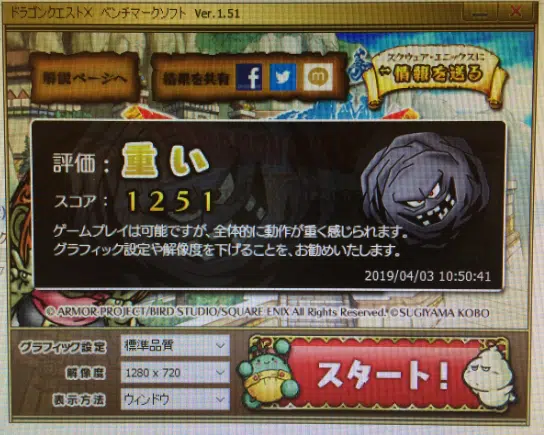 ドラゴンクエストX ベンチマークソフト Ver.1.51
解説ページへ
結果を共有
スクウェア・エニックスに
情報を送る
評価：重い
スコア：1251
ゲームプレイは可能ですが、全体的に動作が重く感じられます。
グラフィック設定や解像度を下げることを、お勧めいたします。
2019/04/03 10:50:41
© ARMOR PROJECT/BIRD STUDIO/SQUARE ENIX All Rights Reserved. © SUGIYAMA KOBO
グラフィック設定 標準品質
解像度 1280 x 720
表示方法 ウィンドウ
スタート！